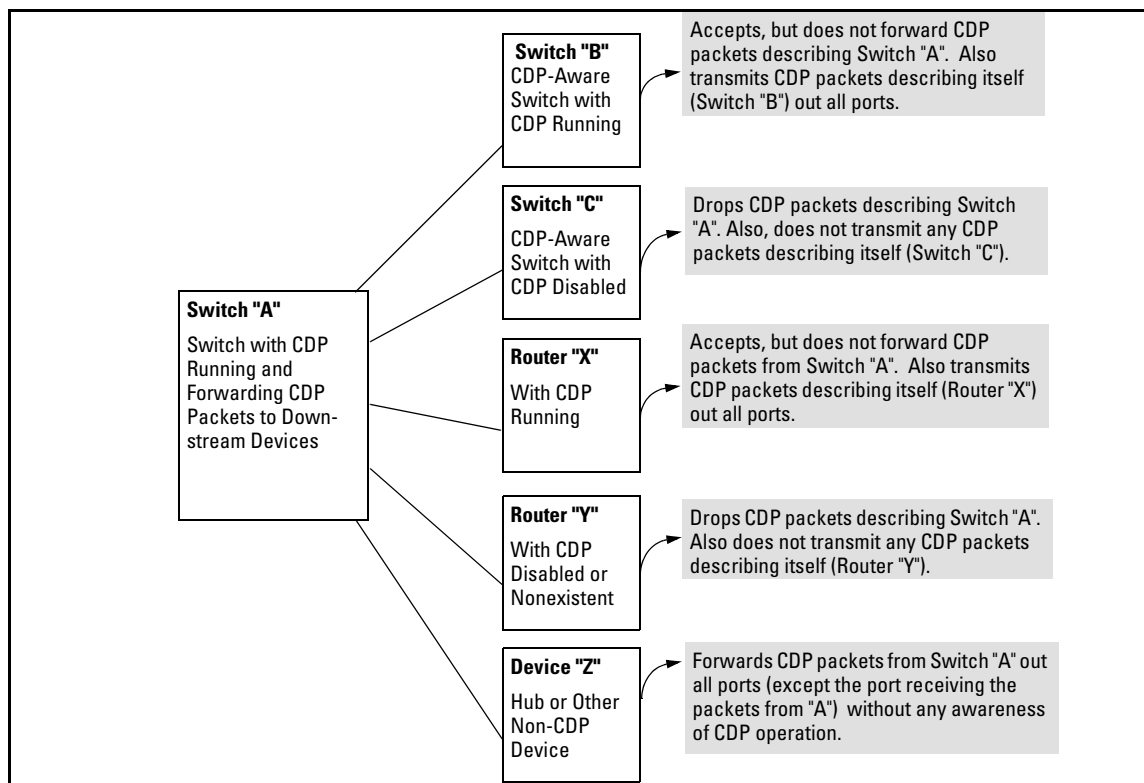 Switch "A"
Switch with CDP
Running and
Forwarding CDP
Packets to Down-
stream Devices
Switch "B"
CDP-Aware
Switch with
CDP Running
Accepts, but does not forward CDP
packets describing Switch "A". Also
transmits CDP packets describing itself
(Switch "B") out all ports.
Switch "C"
CDP-Aware
Switch with
CDP Disabled
Drops CDP packets describing Switch
"A". Also, does not transmit any CDP
packets describing itself (Switch "C").
Router "X"
With CDP
Running
Accepts, but does not forward CDP
packets from Switch "A". Also transmits
CDP packets describing itself (Router "X")
out all ports.
Router "Y"
With CDP
Disabled or
Nonexistent
Drops CDP packets describing Switch "A".
Also does not transmit any CDP packets
describing itself (Router "Y").
Device "Z"
Hub or Other
Non-CDP
Device
Forwards CDP packets from Switch "A" out
all ports (except the port receiving the
packets from "A") without any awareness
of CDP operation.